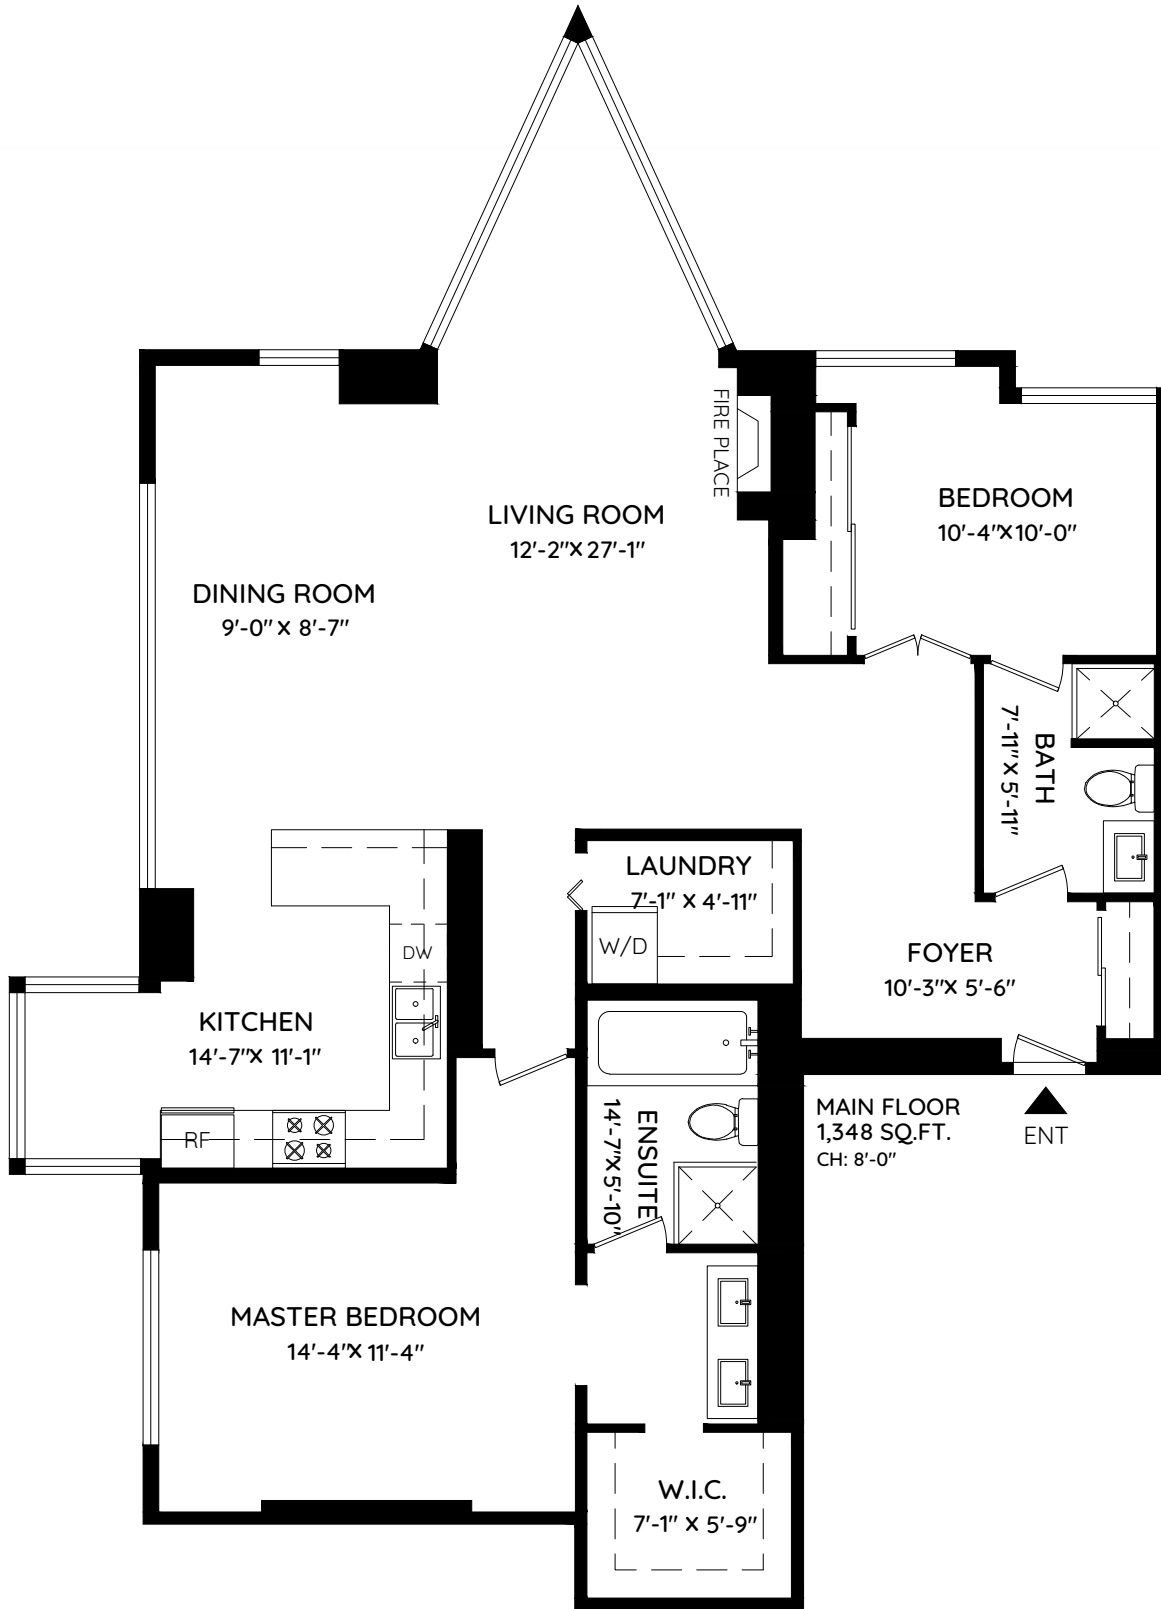 FIRE PLACE
LIVING ROOM
12'-2"X 27'-1"
BEDROOM
10'-4"X10'-0"
DINING ROOM
9'-0" X 8'-7"
BATH
7'-11"X 5'-11"
LAUNDRY
7'-1" X 4'-11"
W/D
DW
FOYER
10'-3"X 5'-6"
KITCHEN
14'-7"X 11'-1"
RF
ENSUITE
14'-7"X5'-10"
MAIN FLOOR
1,348 SQ.FT.
CH: 8'-0"
ENT
MASTER BEDROOM
14'-4"X 11'-4"
W.I.C.
7'-1" X 5'-9"